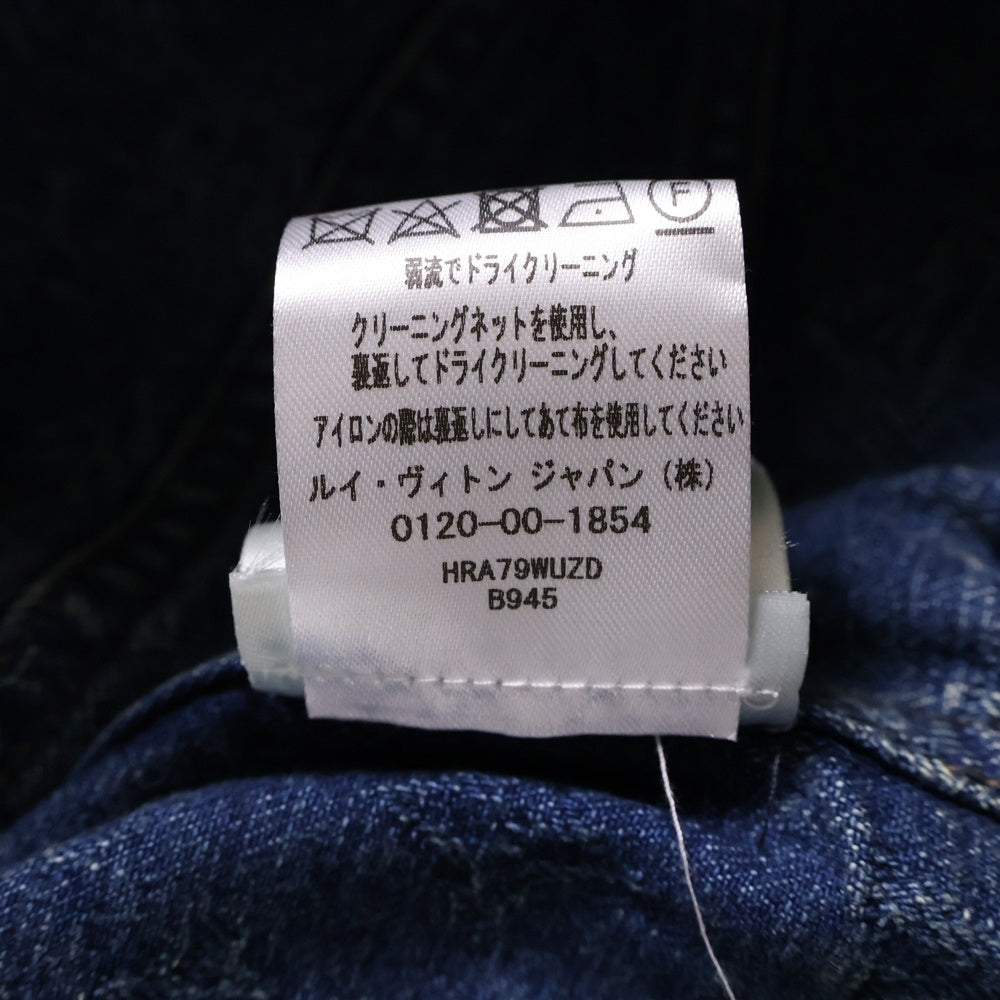 F
弱流でドライクリーニング
クリーニングネットを使用し、
裏返してドライクリーニングしてください
アイロンの際は裏返しにしてあて布を使用してください
ルイ・ヴィトン ジャパン（株）
0120-00-1854
HRA79WUZD
B945